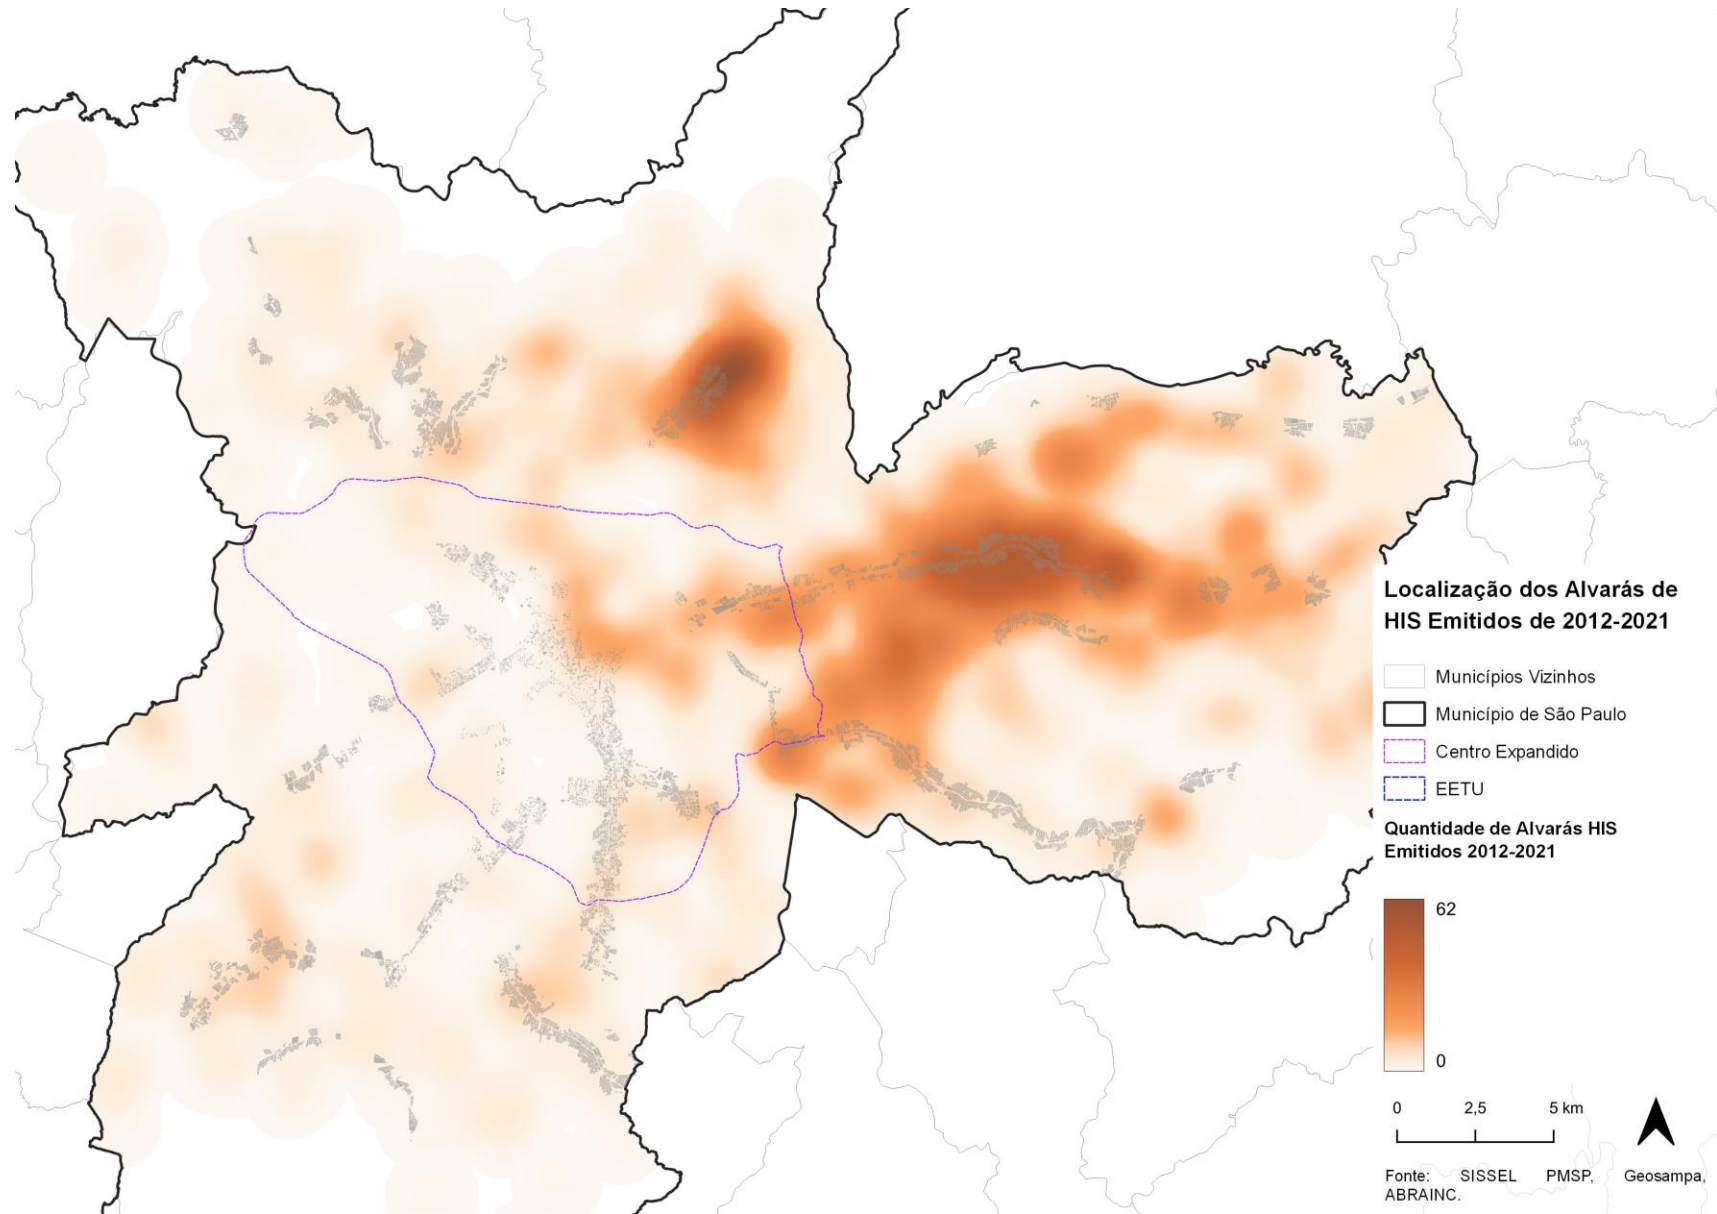 Localização dos Alvarás de
HIS Emitidos de 2012-2021
Municípios Vizinhos
Município de São Paulo
Centro Expandido
EETU
Quantidade de Alvarás HIS
Emitidos 2012-2021
62
0
0 2,5 5 km
Fonte: SISSEL PMSP, Geosampa,
ABRAINC.